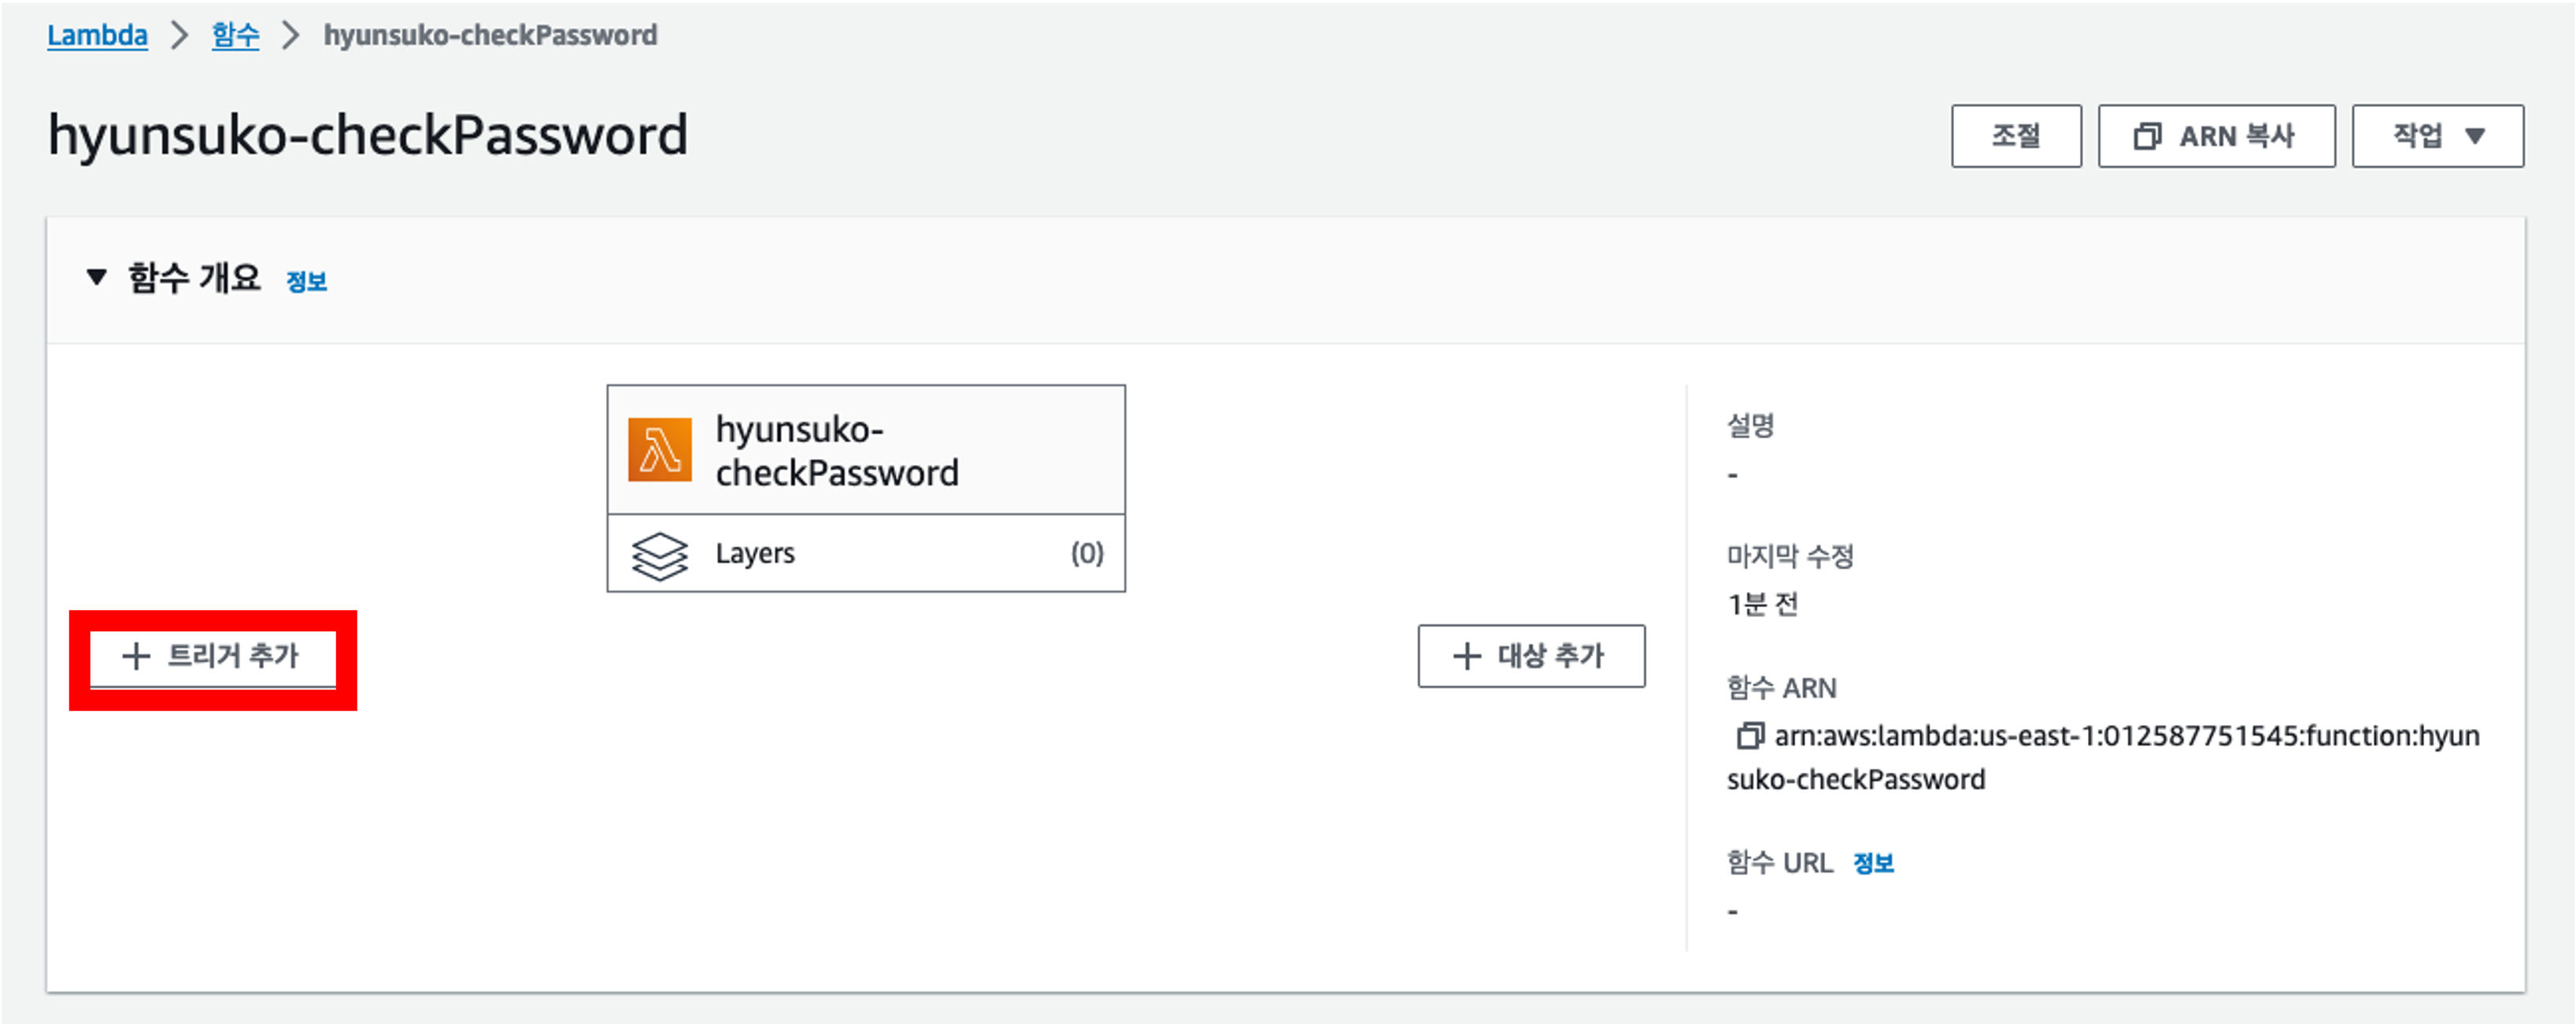 Lambda > 함수 > hyunsuko-checkPassword
hyunsuko-checkPassword
조절
ARN 복사
작업
함수 개요 정보
hyunsuko-
checkPassword
Layers (0)
+ 트리거 추가
+ 대상 추가
설명
-
마지막 수정
1분 전
함수 ARN
arn:aws:lambda:us-east-1:012587751545:function:hyun
suko-checkPassword
함수 URL 정보
-